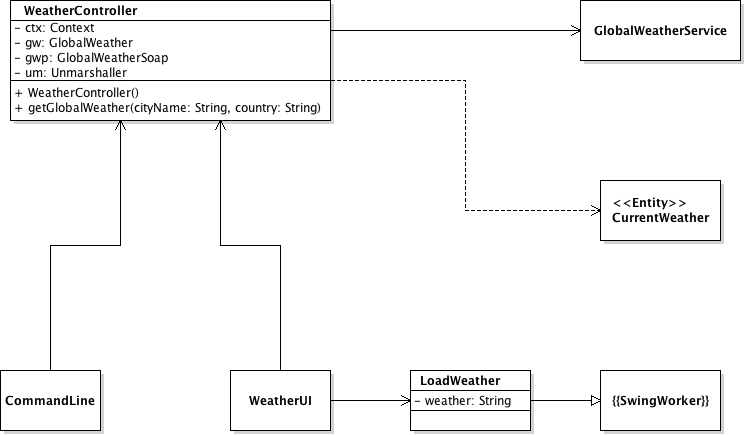 WeatherController
- ctx: Context
- gw: GlobalWeather
- gwp: GlobalWeatherSoap
- um: Unmarshaller
+ WeatherController()
+ getGlobalWeather(cityName: String, country: String)
GlobalWeatherService
<<Entity>>
CurrentWeather
CommandLine
WeatherUI
LoadWeather
- weather: String
{{SwingWorker}}